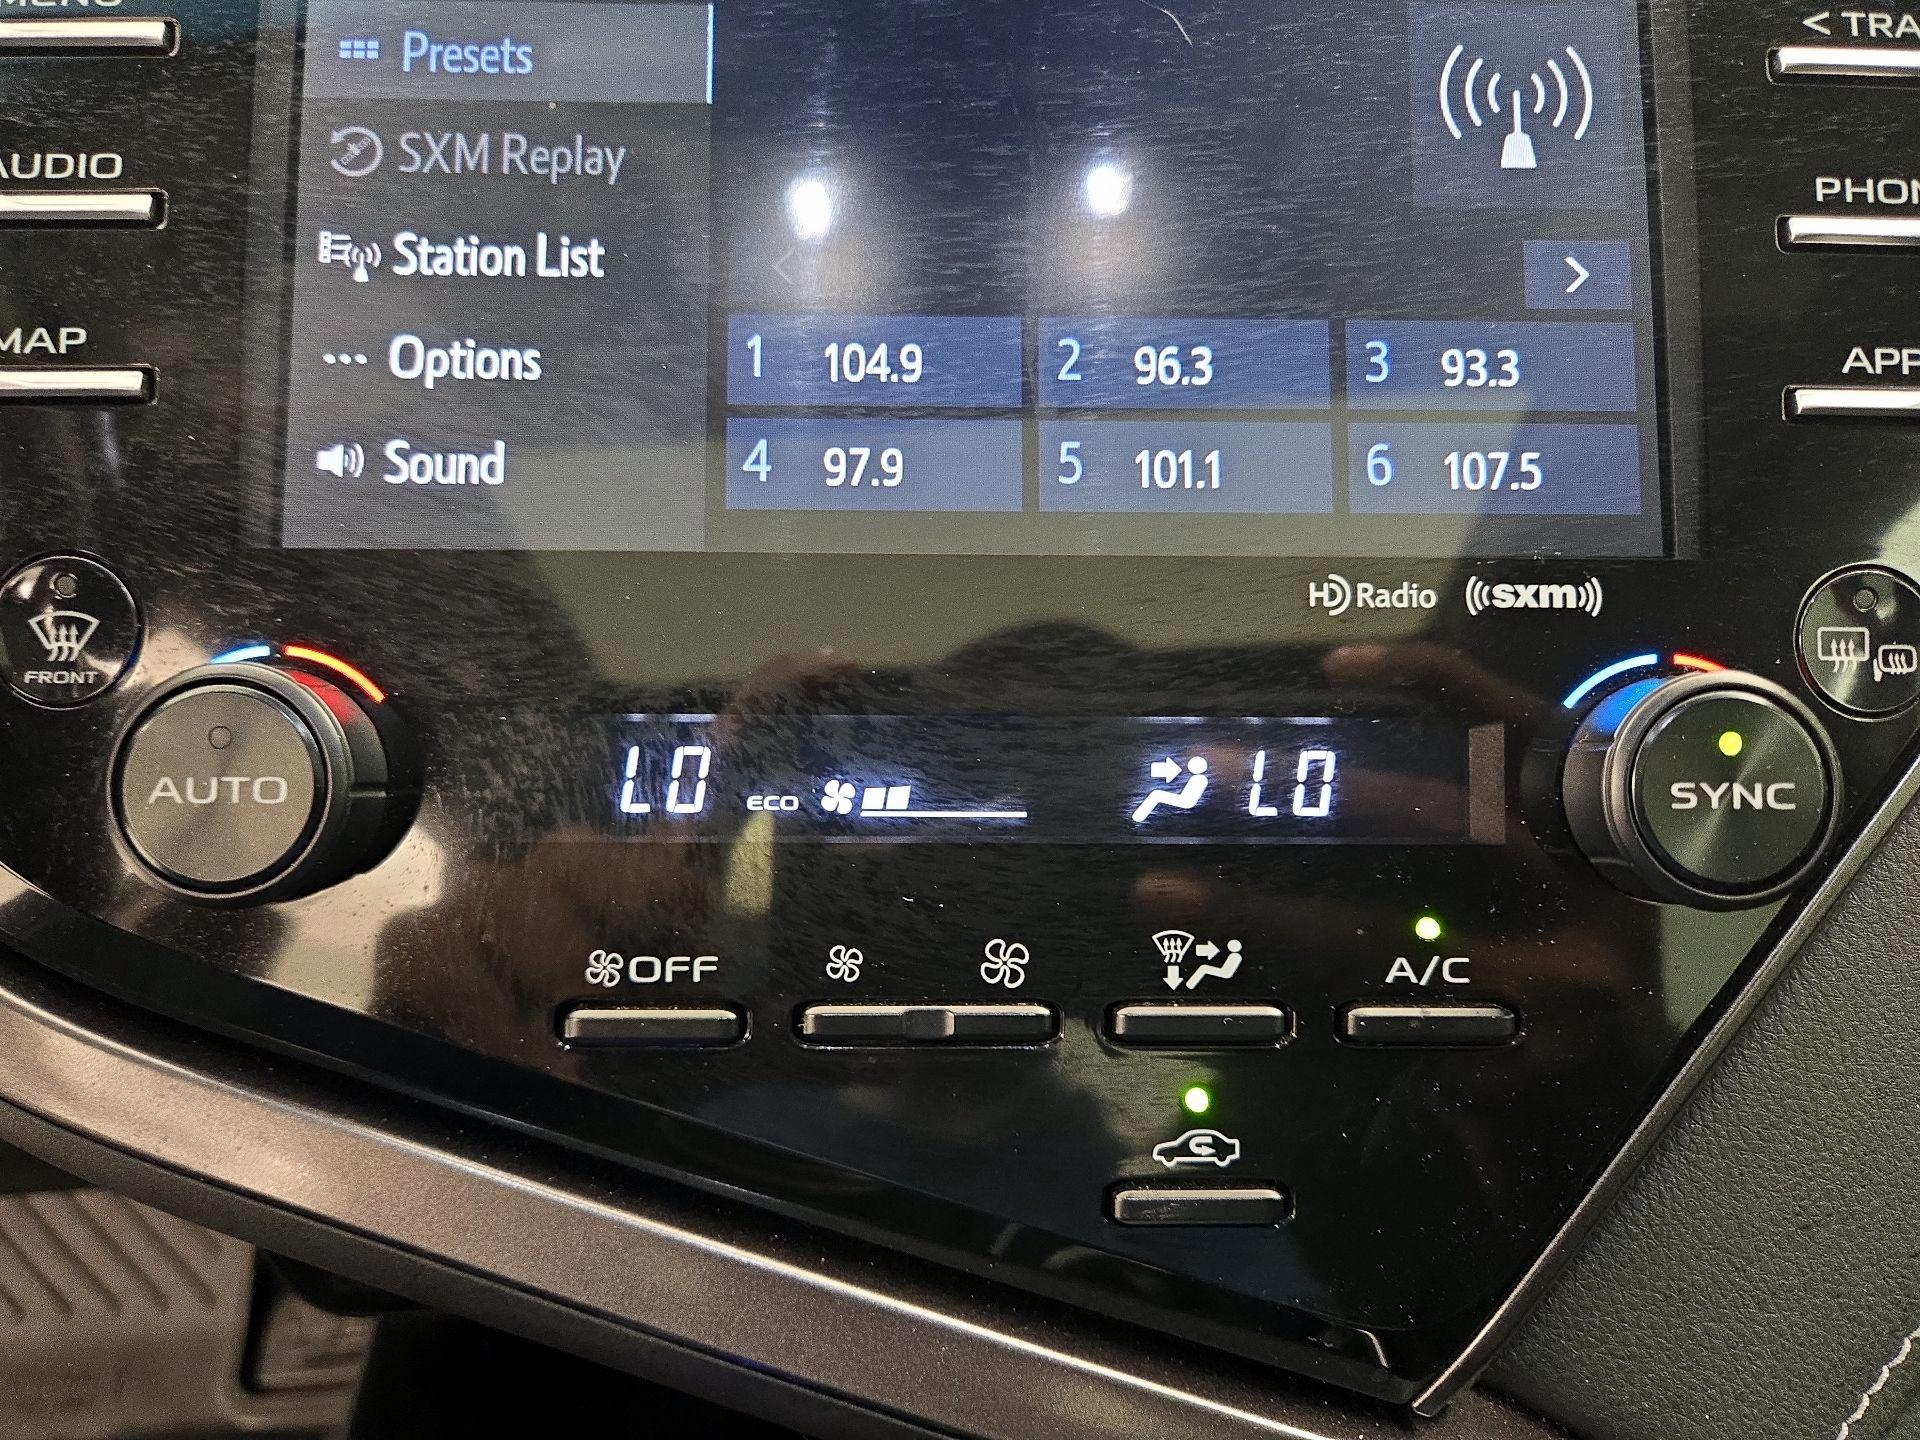 MENU
Presets
< TRA
SXM Replay
AUDIO
PHON
Station List
MAP
Options
1 104.9 2 96.3 3 93.3
APP
Sound
4 97.9 5 101.1 6 107.5
HD Radio ((sxm))
FRONT
AUTO
LO ECO LO
SYNC
OFF
A/C